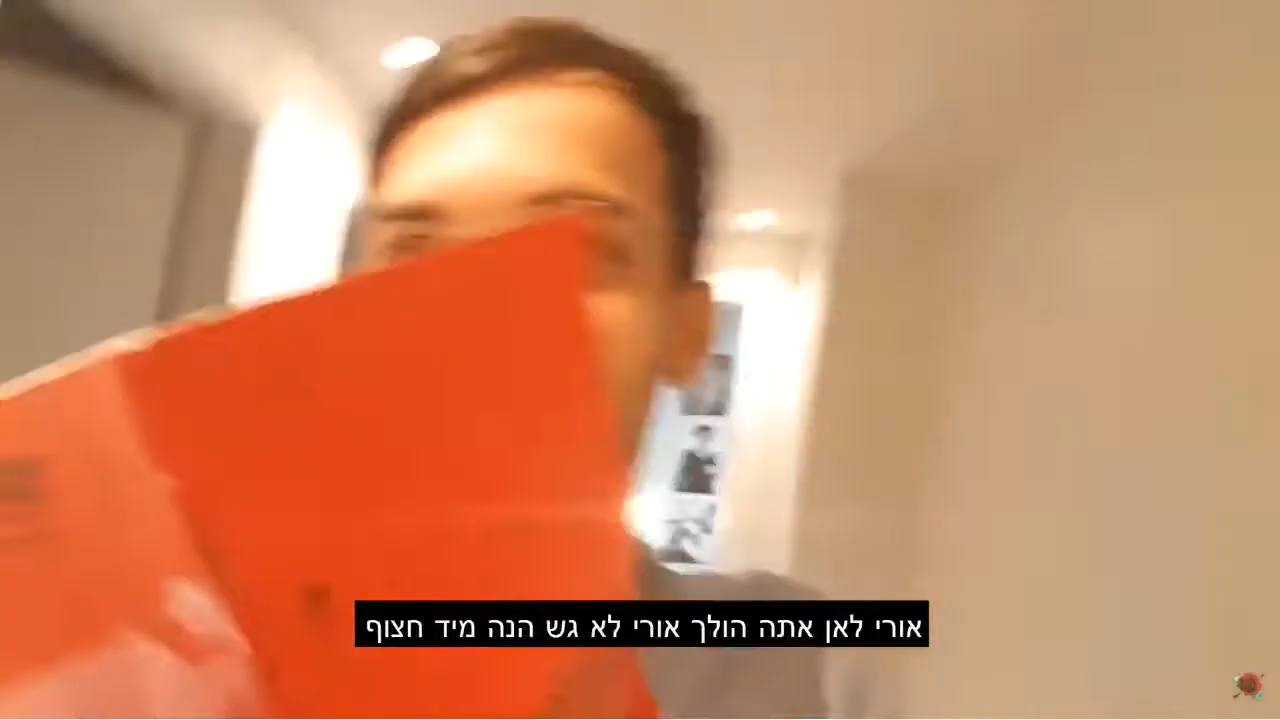 אורי לאן אתה הולך אורי לא גש הנה מיד חצוף